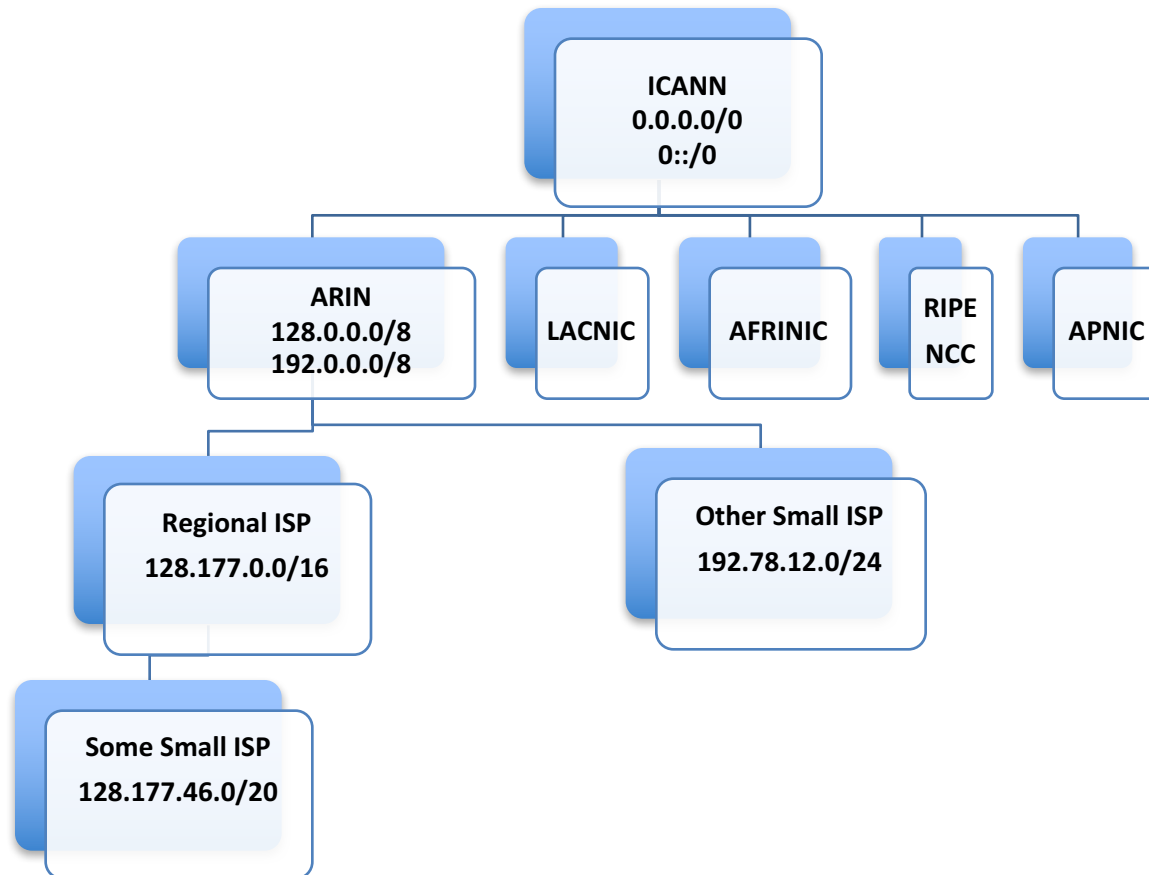 ICANN
0.0.0.0/0
0::/0
ARIN
128.0.0.0/8
192.0.0.0/8
LACNIC
AFRINIC
RIPE
NCC
APNIC
Regional ISP
128.177.0.0/16
Other Small ISP
192.78.12.0/24
Some Small ISP
128.177.46.0/20